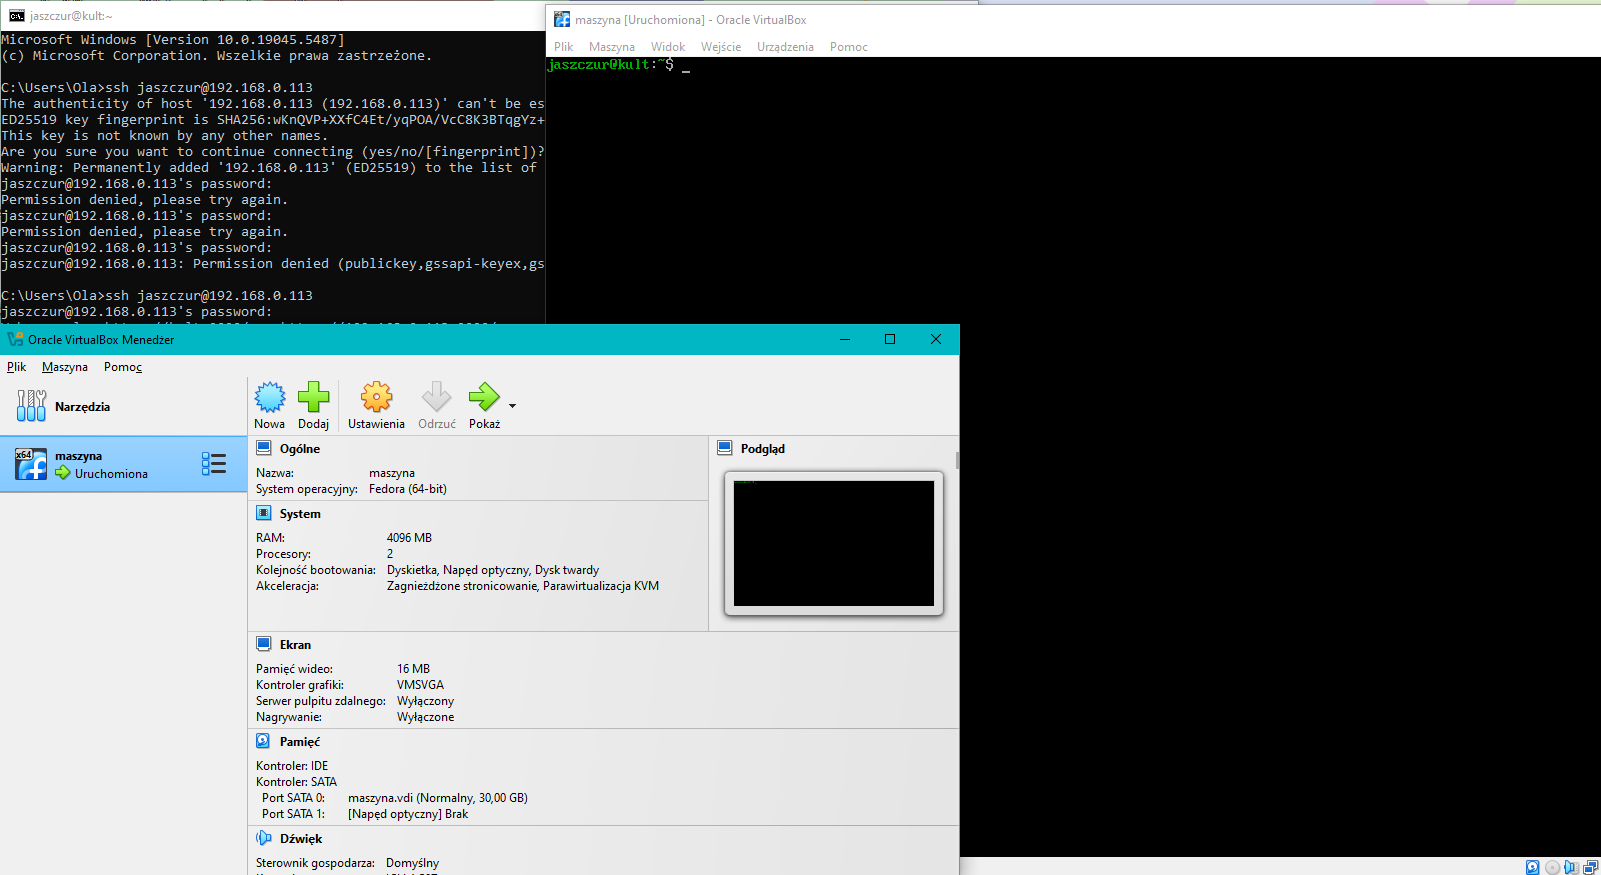 jaszczur@kult:~
Microsoft Windows [Version 10.0.19045.5487]
(c) Microsoft Corporation. Wszelkie prawa zastrzeżone.
C:\Users\Ola>ssh jaszczur@192.168.0.113
The authenticity of host '192.168.0.113 (192.168.0.113)' can't be es
ED25519 key fingerprint is SHA256:wKnQVP+XXfC4Et/yqPOA/VcC8K3BTqgYz+
This key is not known by any other names.
Are you sure you want to continue connecting (yes/no/[fingerprint])?
Warning: Permanently added '192.168.0.113' (ED25519) to the list of
jaszczur@192.168.0.113's password:
Permission denied, please try again.
jaszczur@192.168.0.113's password:
Permission denied, please try again.
jaszczur@192.168.0.113's password:
jaszczur@192.168.0.113: Permission denied (publickey,gssapi-keyex,gs
C:\Users\Ola>ssh jaszczur@192.168.0.113
jaszczur@192.168.0.113's password:
maszyna [Uruchomiona] - Oracle VirtualBox
Plik Maszyna Widok Wejście Urządzenia Pomoc
jaszczur@kult:~$ _
Oracle VirtualBox Menedżer
Plik Maszyna Pomoc
Narzędzia
Nowa Dodaj Ustawienia Odrzuć Pokaż
x64
maszyna
Uruchomiona
Ogólne
Nazwa: maszyna
System operacyjny: Fedora (64-bit)
System
RAM: 4096 MB
Procesory: 2
Kolejność bootowania: Dyskietka, Napęd optyczny, Dysk twardy
Akceleracja: Zagnieżdżone stronicowanie, Parawirtualizacja KVM
Podgląd
Ekran
Pamięć wideo: 16 MB
Kontroler grafiki: VMSVGA
Serwer pulpitu zdalnego: Wyłączony
Nagrywanie: Wyłączone
Pamięć
Kontroler: IDE
Kontroler: SATA
Port SATA 0: maszyna.vdi (Normalny, 30,00 GB)
Port SATA 1: [Napęd optyczny] Brak
Dźwięk
Sterownik gospodarza: Domyślny